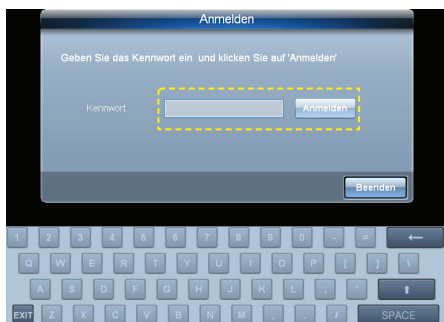 Anmelden
Geben Sie das Kennwort ein und klicken Sie auf 'Anmelden'
Kennwort Anmelden
Beenden
1 2 3 4 5 6 7 8 9 0 - = ←
Q W E R T Y U I O P [ ] \
A S D F G H J K L ; ' ⬆
EXIT Z X C V B N M , . / SPACE